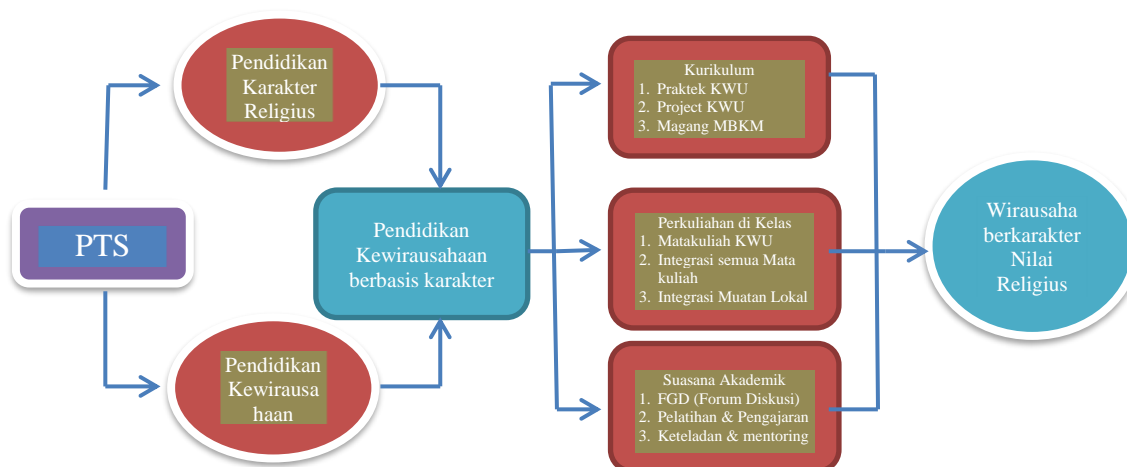 Pendidikan
Karakter
Religius
PTS
Pendidikan
Kewirausa
haan
Pendidikan
Kewirausahaan
berbasis karakter
Kurikulum
1. Praktek KWU
2. Project KWU
3. Magang MBKM
Perkuliahan di Kelas
1. Matakuliah KWU
2. Integrasi semua Mata
kuliah
3. Integrasi Muatan Lokal
Suasana Akademik
1. FGD (Forum Diskusi)
2. Pelatihan & Pengajaran
3. Keteladan & mentoring
Wirausaha
berkarakter
Nilai
Religius